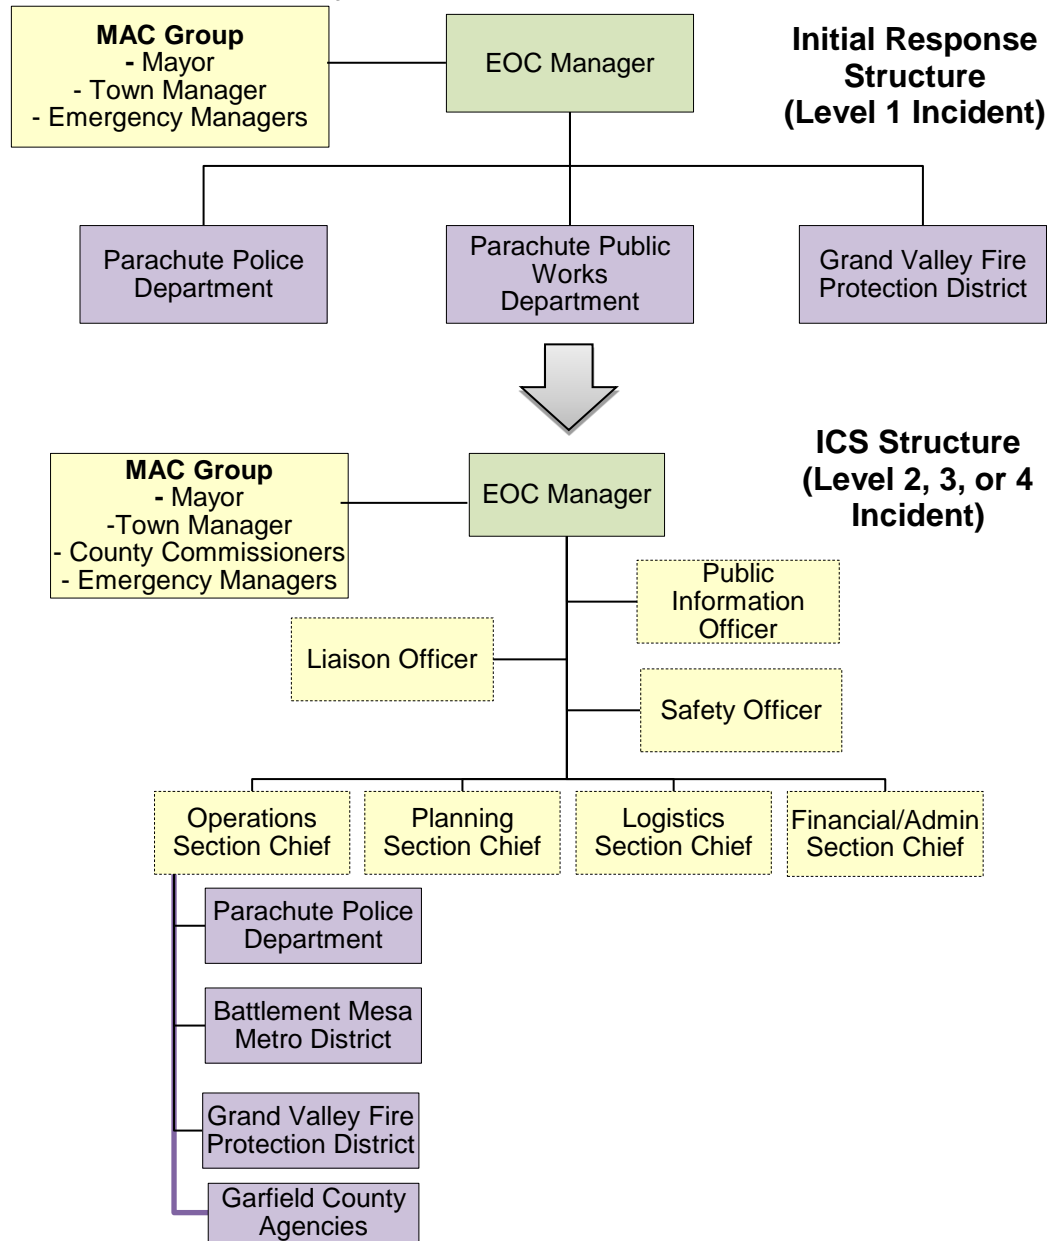 MAC Group
- Mayor
- Town Manager
- Emergency Managers
EOC Manager
Initial Response
Structure
(Level 1 Incident)
Parachute Police
Department
Parachute Public
Works
Department
Grand Valley Fire
Protection District
ICS Structure
(Level 2, 3, or 4
Incident)
MAC Group
- Mayor
-Town Manager
- County Commissioners
- Emergency Managers
EOC Manager
Public
Information
Officer
Liaison Officer
Safety Officer
Operations
Section Chief
Planning
Section Chief
Logistics
Section Chief
Financial/Admin
Section Chief
Parachute Police
Department
Battlement Mesa
Metro District
Grand Valley Fire
Protection District
Garfield County
Agencies